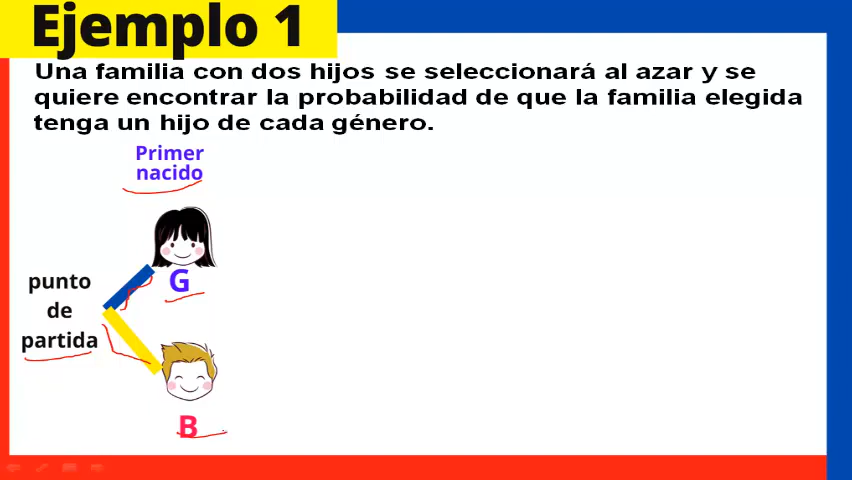 Ejemplo 1
Una familia con dos hijos se seleccionará al azar y se
quiere encontrar la probabilidad de que la familia elegida
tenga un hijo de cada género.
Primer
nacido
G
punto
de
partida
B